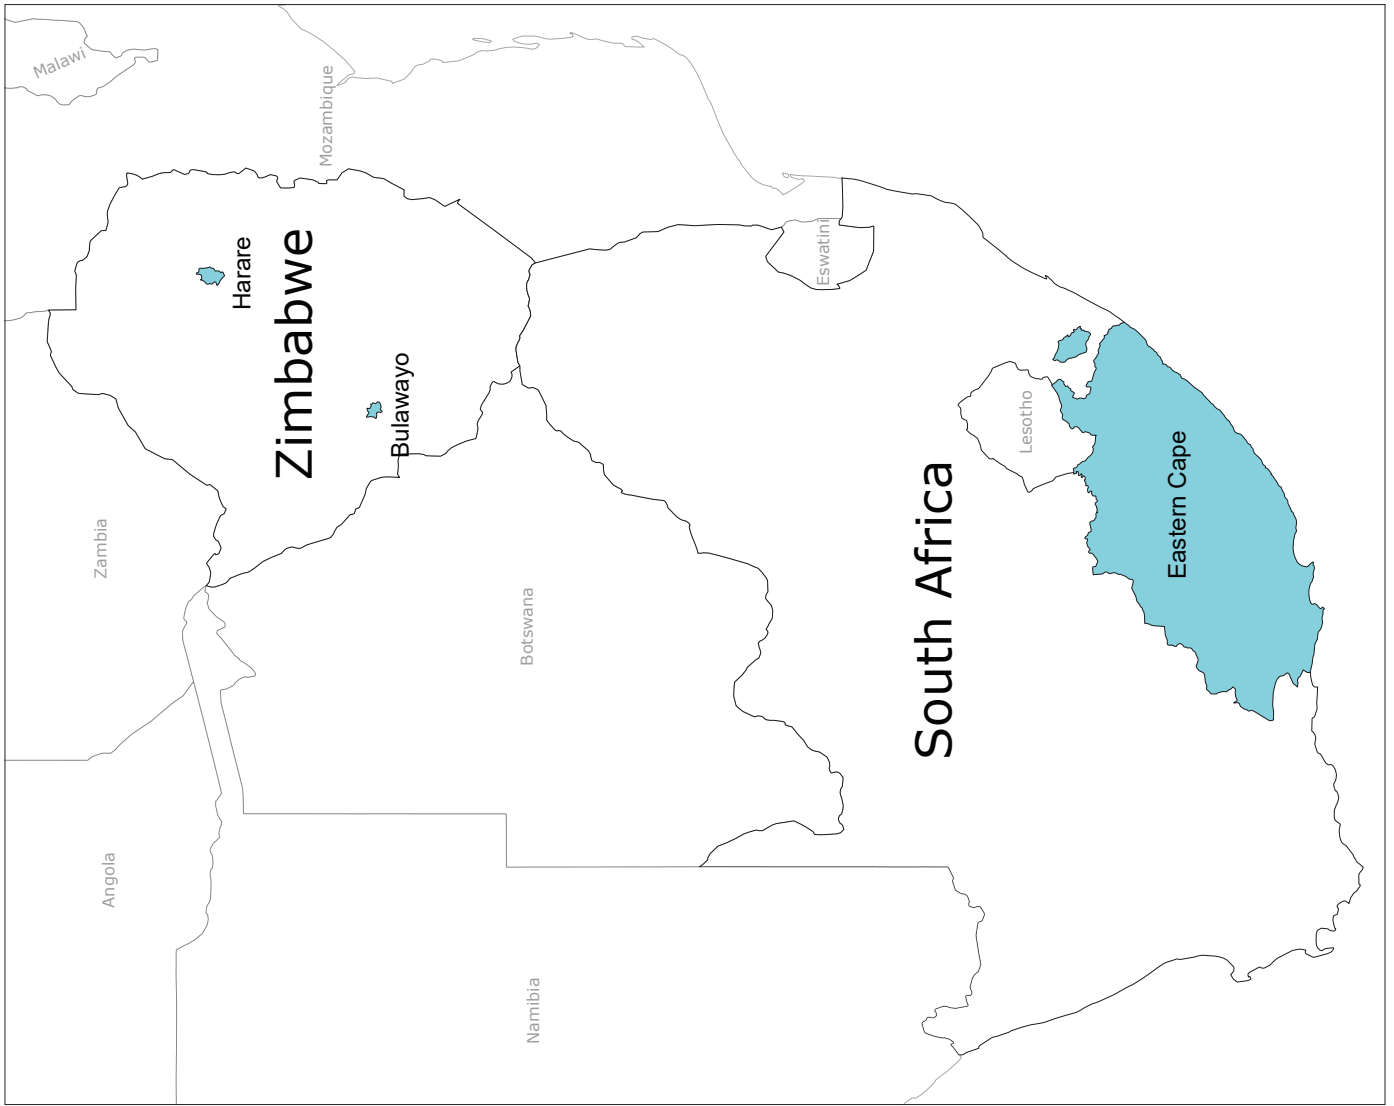 Malawi
Mozambique
Zambia
Harare
Zimbabwe
Bulawayo
Angola
Botswana
Namibia
Eswatini
South Africa
Lesotho
Eastern Cape